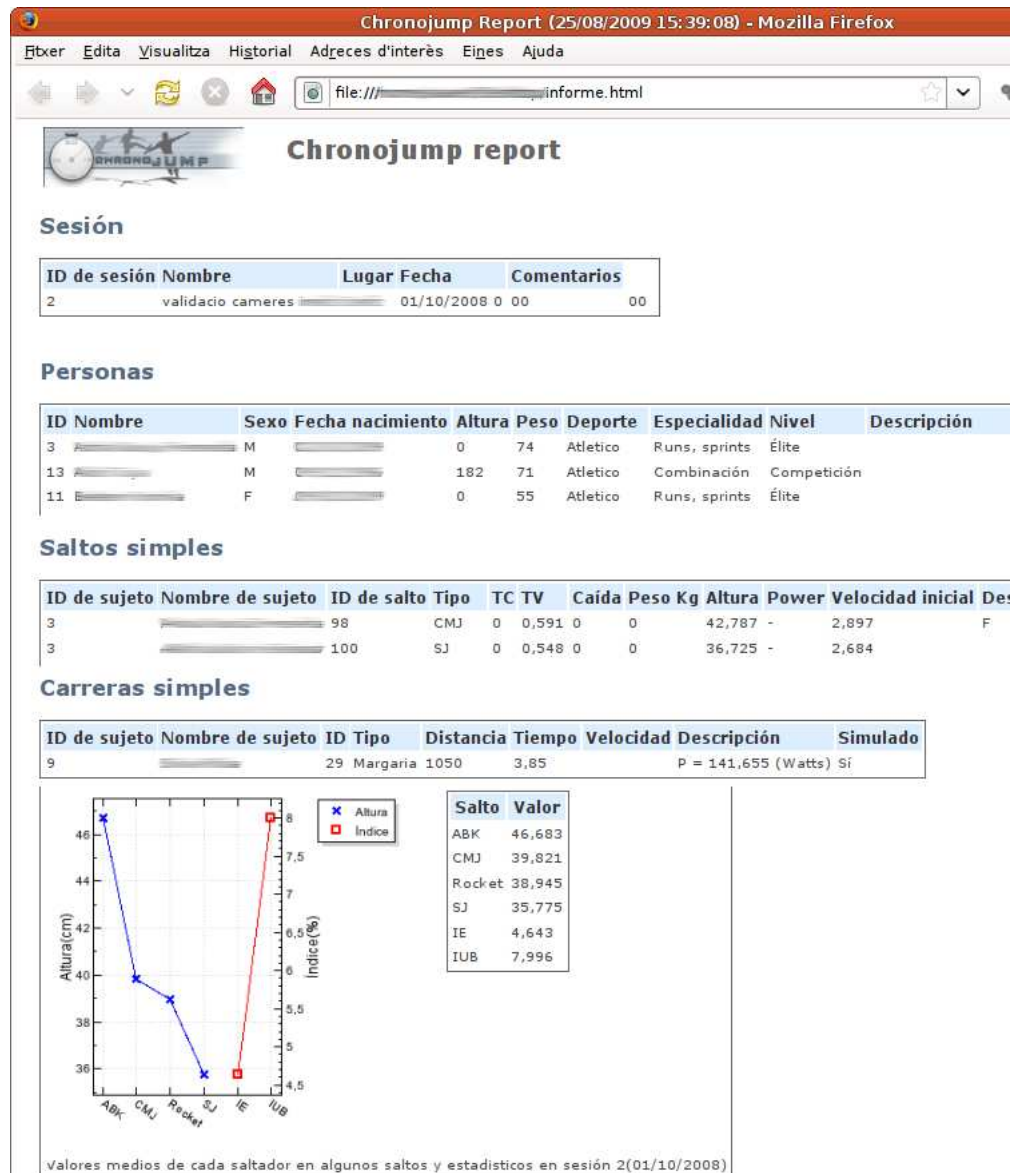 Chronojump Report (25/08/2009 15:39:08) - Mozilla Firefox
Fitxer Edita Visualitza Historial Adreces d'interès Eines Ajuda
file:/// informe.html
CHRONOJUMP
Chronojump report
Sesión
ID de sesión Nombre Lugar Fecha Comentarios
2 validacio cameres 01/10/2008 0 00 00
Personas
ID Nombre Sexo Fecha nacimiento Altura Peso Deporte Especialidad Nivel Descripción
3 M 0 74 Atletico Runs, sprints Élite
13 M 182 71 Atletico Combinación Competición
11 F 0 55 Atletico Runs, sprints Élite
Saltos simples
ID de sujeto Nombre de sujeto ID de salto Tipo TC TV Caída Peso Kg Altura Power Velocidad inicial Des
3 98 CMJ 0 0,591 0 0 42,787 - 2,897 F
3 100 SJ 0 0,548 0 0 36,725 - 2,684
Carreras simples
ID de sujeto Nombre de sujeto ID Tipo Distancia Tiempo Velocidad Descripción Simulado
9 29 Margaria 1050 3,85 P = 141,655 (Watts) Sí
Altura
Índice
46
44
42
40
38
36
Altura(cm)
8
7,5
7
6,5
6
5,5
5
4,5
Índice(%)
ABK CMJ Rocket SJ IE IUB
Salto Valor
ABK 46,683
CMJ 39,821
Rocket 38,945
SJ 35,775
IE 4,643
IUB 7,996
Valores medios de cada saltador en algunos saltos y estadisticos en sesión 2(01/10/2008)